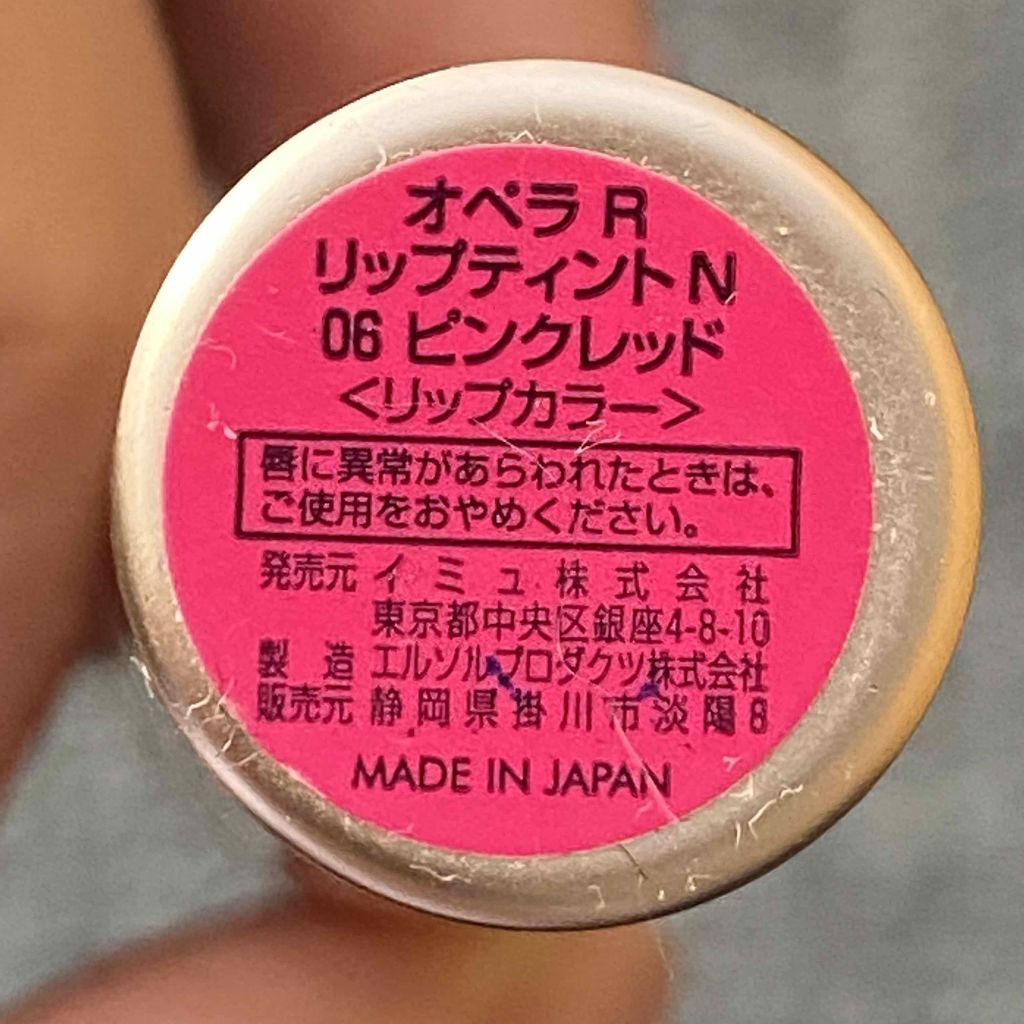 オペラ R
リップティント N
06 ピンクレッド
<リップカラー>
唇に異常があらわれたときは、
ご使用をおやめください。
発売元 イミュ株式会社
東京都中央区銀座4-8-10
製造 エルソルプロダクツ株式会社
販売元 静岡県掛川市淡陽8
MADE IN JAPAN